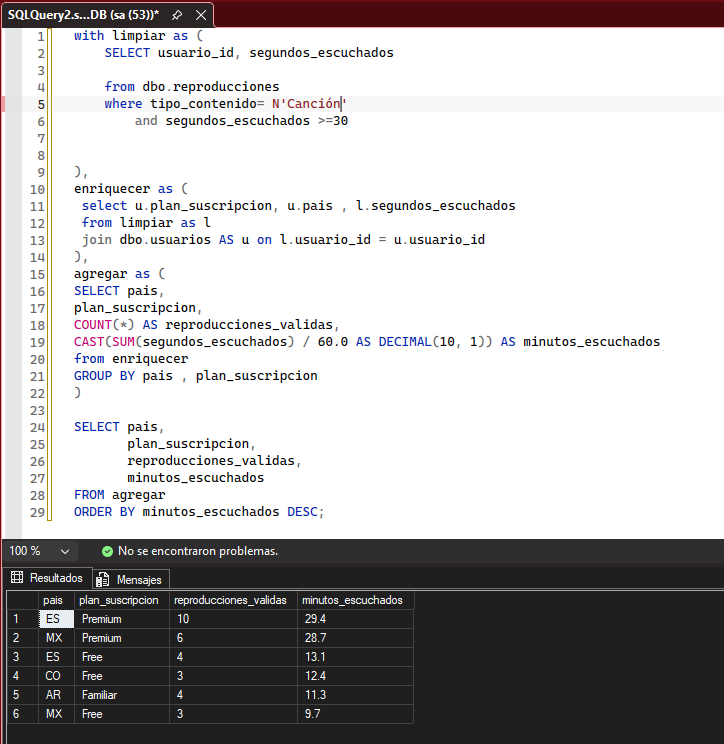 SQLQuery2.s...DB (sa (53))*
1 with limpiar as (
2 SELECT usuario_id, segundos_escuchados
3
4 from dbo.reproducciones
5 where tipo_contenido= N'Canción'
6 and segundos_escuchados >=30
7
8
9 ),
10 enriquecer as (
11 select u.plan_suscripcion, u.pais , l.segundos_escuchados
12 from limpiar as l
13 join dbo.usuarios AS u on l.usuario_id = u.usuario_id
14 ),
15 agregar as (
16 SELECT pais,
17 plan_suscripcion,
18 COUNT(*) AS reproducciones_validas,
19 CAST(SUM(segundos_escuchados) / 60.0 AS DECIMAL(10, 1)) AS minutos_escuchados
20 from enriquecer
21 GROUP BY pais , plan_suscripcion
22 )
23
24 SELECT pais,
25 plan_suscripcion,
26 reproducciones_validas,
27 minutos_escuchados
28 FROM agregar
29 ORDER BY minutos_escuchados DESC;
100 % No se encontraron problemas.
Resultados Mensajes
pais plan_suscripcion reproducciones_validas minutos_escuchados
1 ES Premium 10 29.4
2 MX Premium 6 28.7
3 ES Free 4 13.1
4 CO Free 3 12.4
5 AR Familiar 4 11.3
6 MX Free 3 9.7